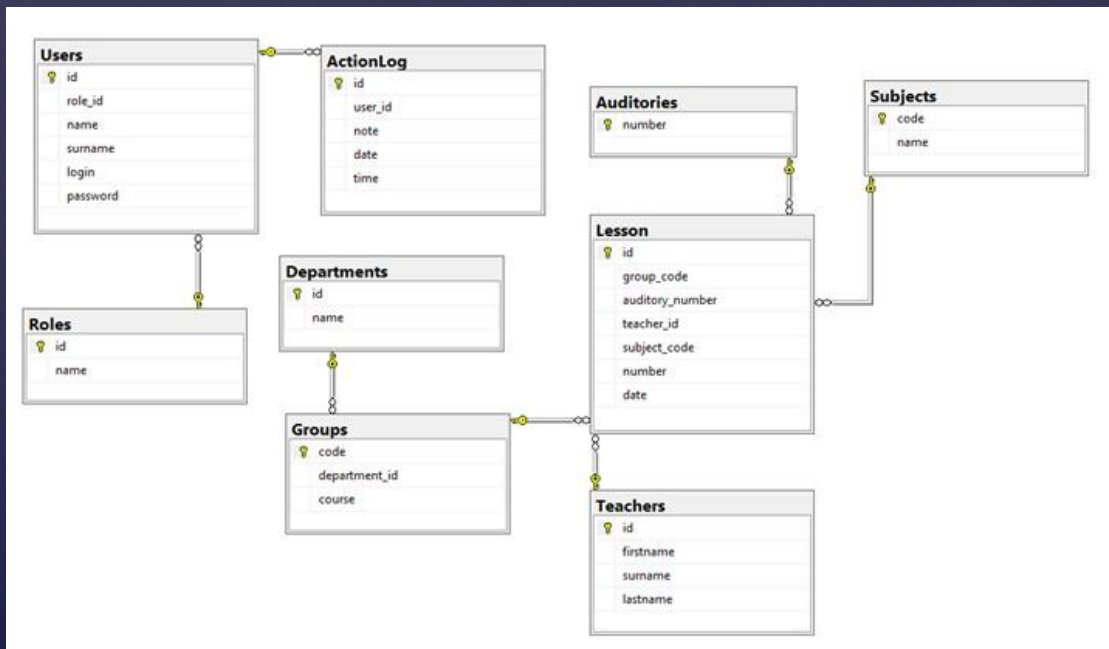 Users
id
role_id
name
surname
login
password
ActionLog
id
user_id
note
date
time
Auditories
number
Subjects
code
name
Lesson
id
group_code
auditory_number
teacher_id
subject_code
number
date
Departments
id
name
Roles
id
name
Groups
code
department_id
course
Teachers
id
firstname
surname
lastname